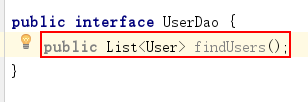 public interface UserDao {
public List<User> findUsers();
}